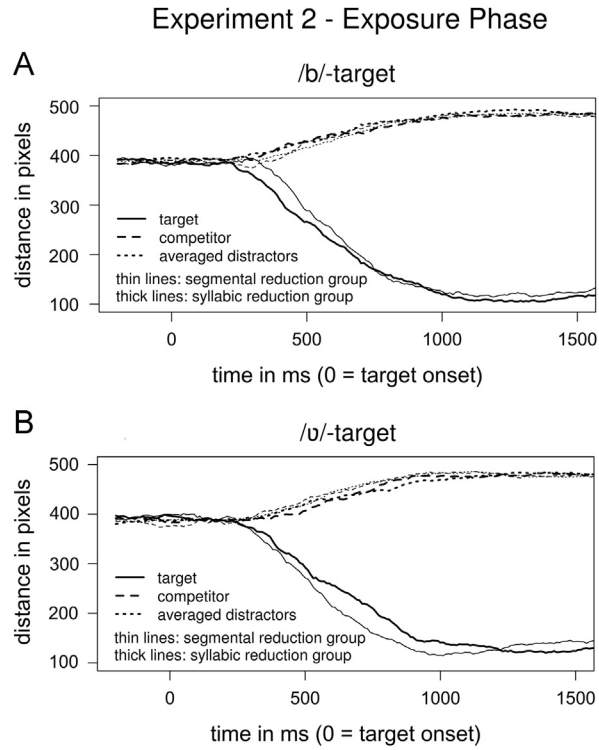 Experiment 2 - Exposure Phase
A
/b/-target
distance in pixels
500
400
300
200
100
target
competitor
averaged distractors
thin lines: segmental reduction group
thick lines: syllabic reduction group
0
500
1000
1500
time in ms (0 = target onset)
B
/ʋ/-target
distance in pixels
500
400
300
200
100
target
competitor
averaged distractors
thin lines: segmental reduction group
thick lines: syllabic reduction group
0
500
1000
1500
time in ms (0 = target onset)